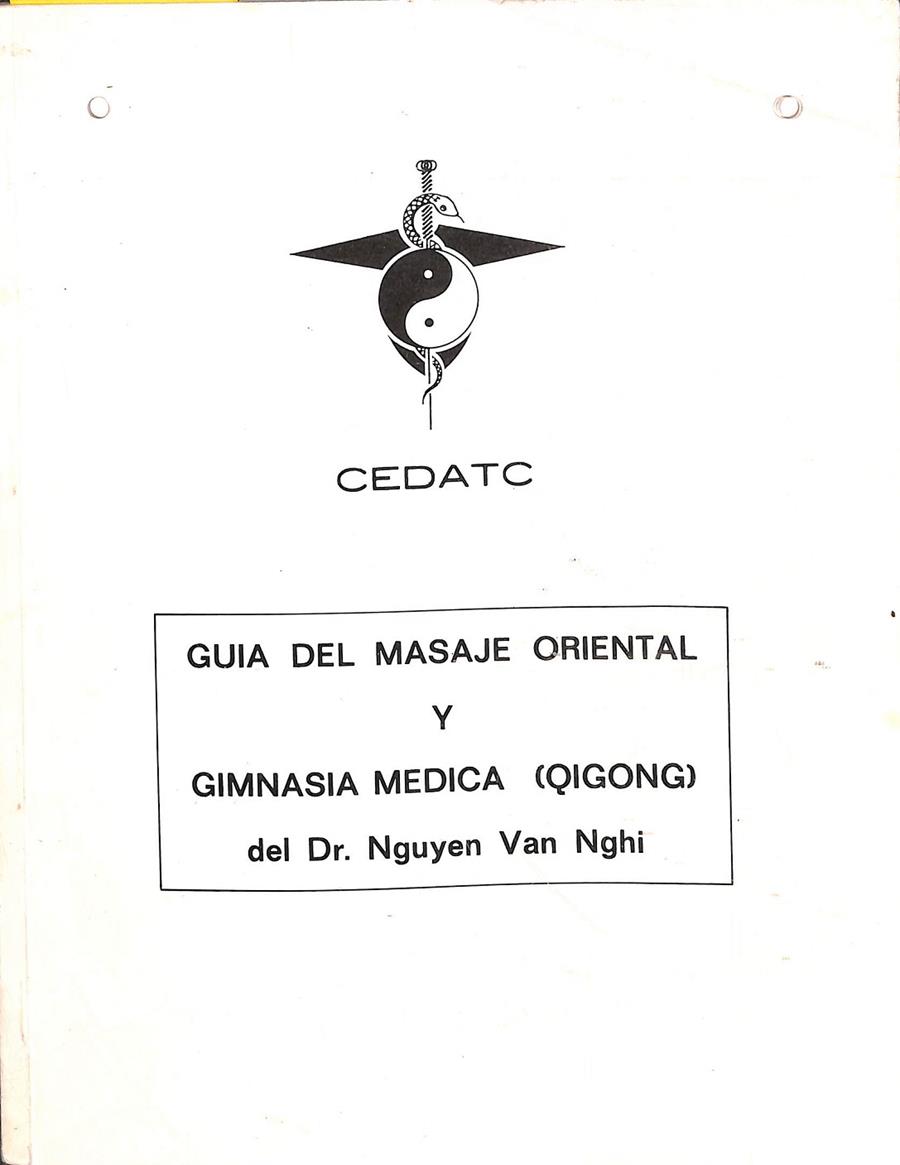 CEDATC
GUIA DEL MASAJE ORIENTAL
Y
GIMNASIA MEDICA (QIGONG)
del Dr. Nguyen Van Nghi